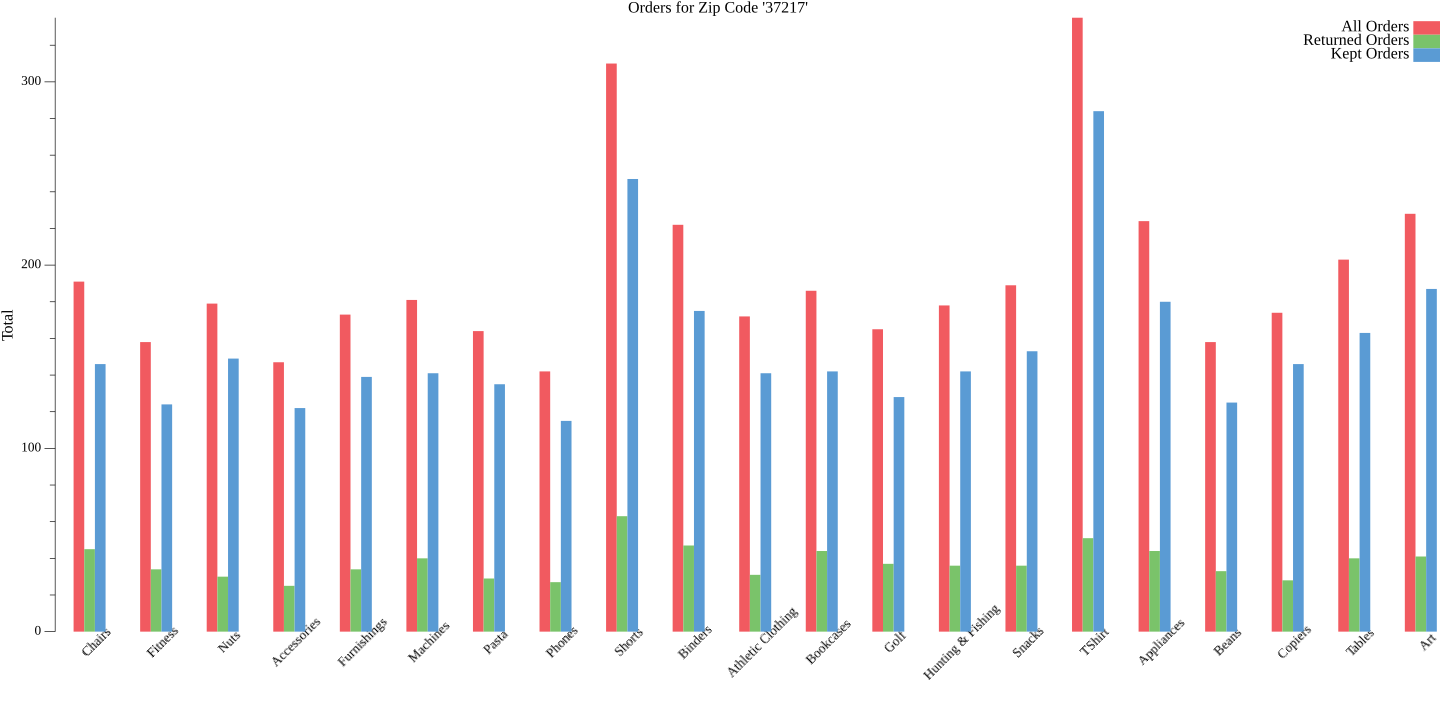 Orders for Zip Code '37217'
All Orders
Returned Orders
Kept Orders
Total
300
200
100
0
Chairs
Fitness
Nuts
Accessories
Furnishings
Machines
Pasta
Phones
Shorts
Binders
Athletic Clothing
Bookcases
Golf
Hunting & Fishing
Snacks
TShirt
Appliances
Beans
Copiers
Tables
Art